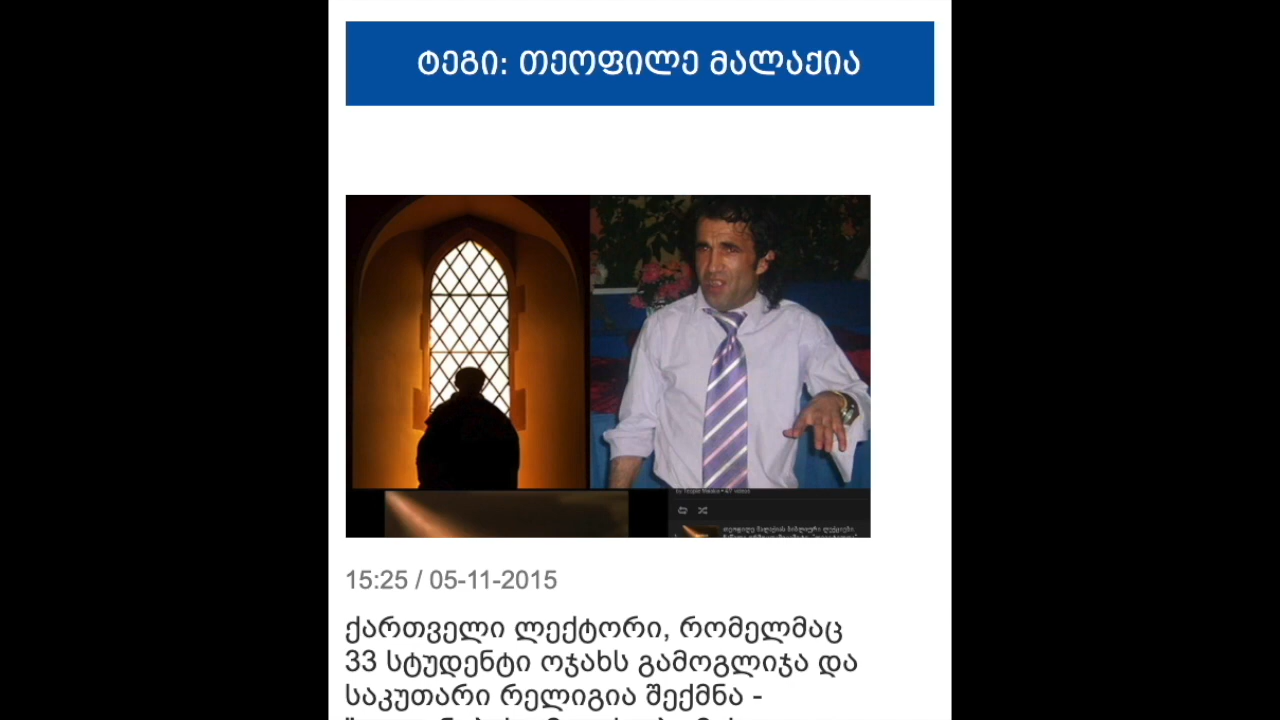 ტეგი: თეოფილე მალაქია
15:25 / 05-11-2015
ქართველი ლექტორი, რომელმაც
33 სტუდენტი ოჯახს გამოგლიჯა და
საკუთარი რელიგია შექმნა -